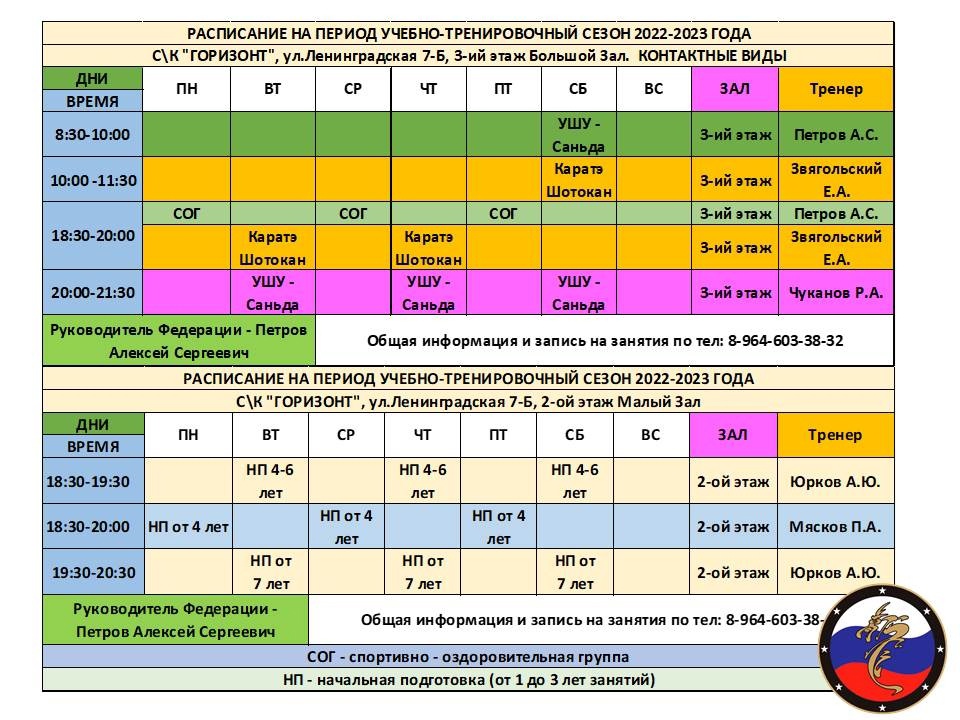 РАСПИСАНИЕ НА ПЕРИОД УЧЕБНО-ТРЕНИРОВОЧНЫЙ СЕЗОН 2022-2023 ГОДА
С\К "ГОРИЗОНТ", ул.Ленинградская 7-Б, 3-ий этаж Большой Зал.  КОНТАКТНЫЕ ВИДЫ
ДНИ
ВРЕМЯ
ПН ВТ СР ЧТ ПТ СБ ВС ЗАЛ Тренер
8:30-10:00 УШУ - Саньда 3-ий этаж Петров А.С.
10:00 -11:30 Каратэ Шотокан 3-ий этаж Звягольский Е.А.
18:30-20:00 СОГ СОГ СОГ 3-ий этаж Петров А.С.
Каратэ Шотокан Каратэ Шотокан 3-ий этаж Звягольский Е.А.
20:00-21:30 УШУ - Саньда УШУ - Саньда УШУ - Саньда 3-ий этаж Чуканов Р.А.
Руководитель Федерации - Петров
Алексей Сергеевич
Общая информация и запись на занятия по тел: 8-964-603-38-32
РАСПИСАНИЕ НА ПЕРИОД УЧЕБНО-ТРЕНИРОВОЧНЫЙ СЕЗОН 2022-2023 ГОДА
С\К "ГОРИЗОНТ", ул.Ленинградская 7-Б, 2-ой этаж Малый Зал
ДНИ
ВРЕМЯ
ПН ВТ СР ЧТ ПТ СБ ВС ЗАЛ Тренер
18:30-19:30 НП 4-6 лет НП 4-6 лет НП 4-6 лет 2-ой этаж Юрков А.Ю.
18:30-20:00 НП от 4 лет НП от 4 лет НП от 4 лет 2-ой этаж Мясков П.А.
19:30-20:30 НП от 7 лет НП от 7 лет НП от 7 лет 2-ой этаж Юрков А.Ю.
Руководитель Федерации -
Петров Алексей Сергеевич
Общая информация и запись на занятия по тел: 8-964-603-38-
СОГ - спортивно - оздоровительная группа
НП - начальная подготовка (от 1 до 3 лет занятий)